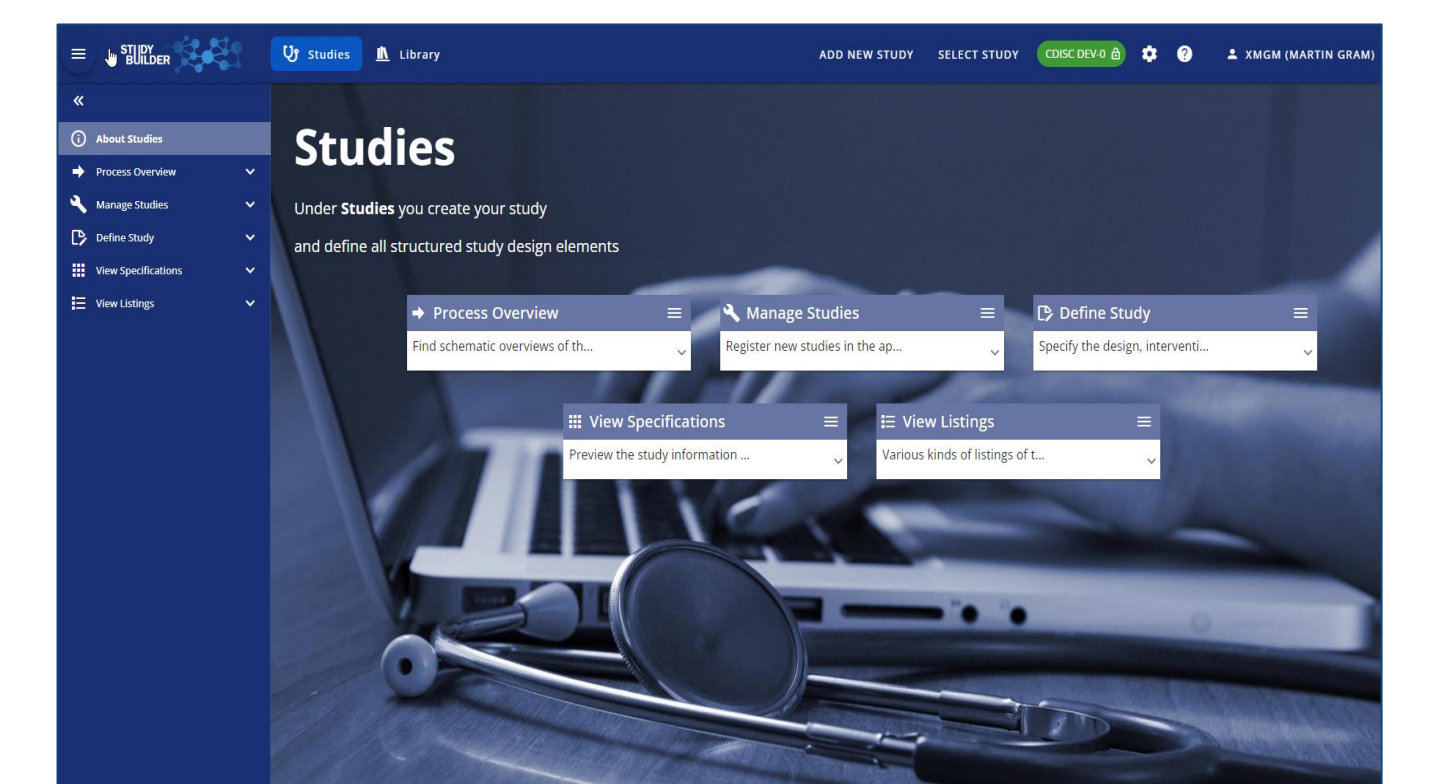 STUDY
BUILDER
Studies
Library
ADD NEW STUDY
SELECT STUDY
CDISC DEV-0
XMGM (MARTIN GRAM)
About Studies
Process Overview
Manage Studies
Define Study
View Specifications
View Listings
Studies
Under Studies you create your study
and define all structured study design elements
Process Overview
Find schematic overviews of th...
Manage Studies
Register new studies in the ap...
Define Study
Specify the design, interventi...
View Specifications
Preview the study information ...
View Listings
Various kinds of listings of t...